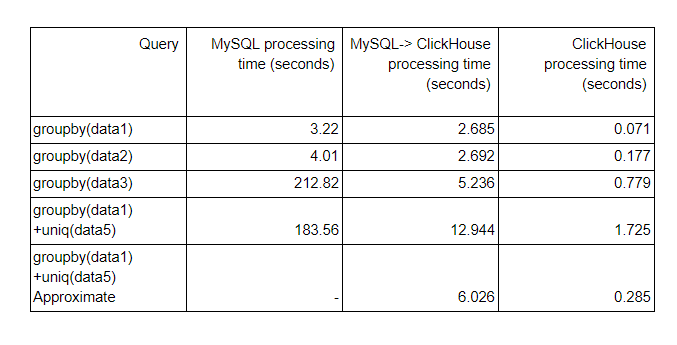 Query MySQL processing time (seconds) MySQL-> ClickHouse processing time (seconds) ClickHouse processing time (seconds)
groupby(data1) 3.22 2.685 0.071
groupby(data2) 4.01 2.692 0.177
groupby(data3) 212.82 5.236 0.779
groupby(data1)
+uniq(data5) 183.56 12.944 1.725
groupby(data1)
+uniq(data5)
Approximate - 6.026 0.285